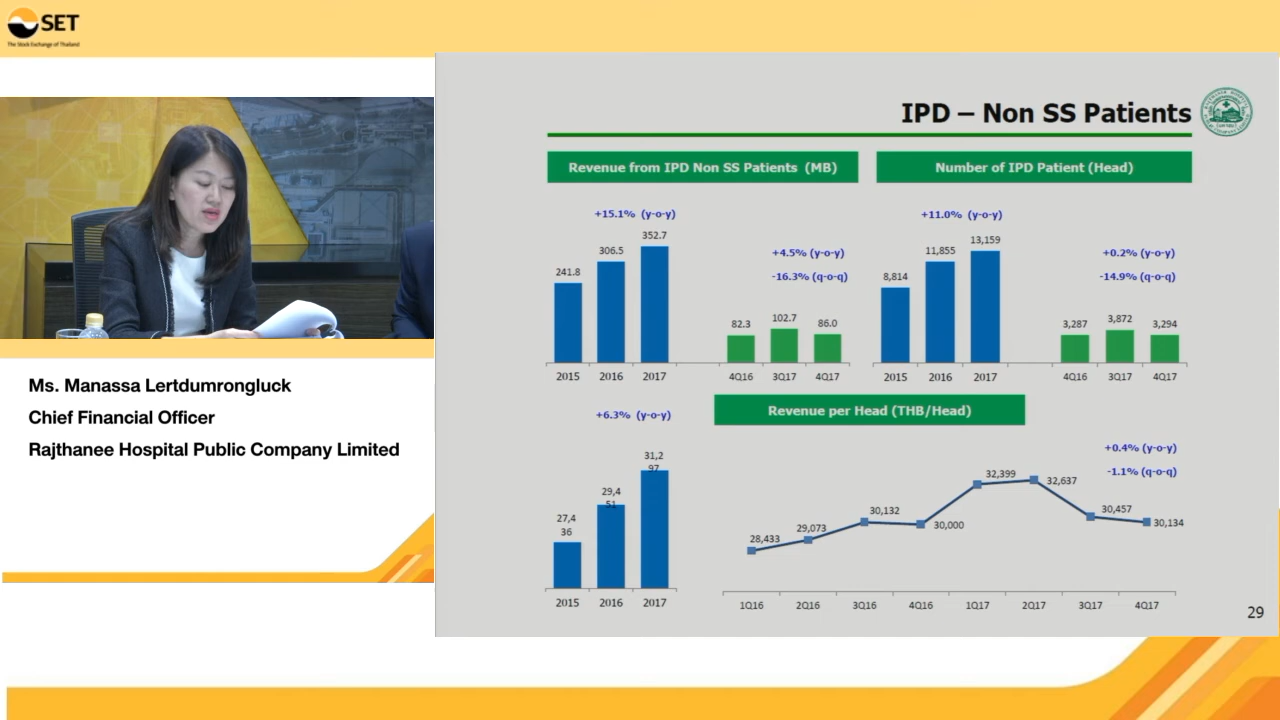 SET
The Stock Exchange of Thailand
Ms. Manassa Lertdumrongluck
Chief Financial Officer
Rajthanee Hospital Public Company Limited
IPD – Non SS Patients
Revenue from IPD Non SS Patients (MB)
+15.1% (y-o-y)
241.8
306.5
352.7
2015
2016
2017
+4.5% (y-o-y)
-16.3% (q-o-q)
82.3
102.7
86.0
4Q16
3Q17
4Q17
Number of IPD Patient (Head)
+11.0% (y-o-y)
8,814
11,855
13,159
2015
2016
2017
+0.2% (y-o-y)
-14.9% (q-o-q)
3,287
3,872
3,294
4Q16
3Q17
4Q17
Revenue per Head (THB/Head)
+6.3% (y-o-y)
27,4
36
29,4
51
31,2
97
2015
2016
2017
+0.4% (y-o-y)
-1.1% (q-o-q)
28,433
29,073
30,132
30,000
32,399
32,637
30,457
30,134
1Q16
2Q16
3Q16
4Q16
1Q17
2Q17
3Q17
4Q17
29